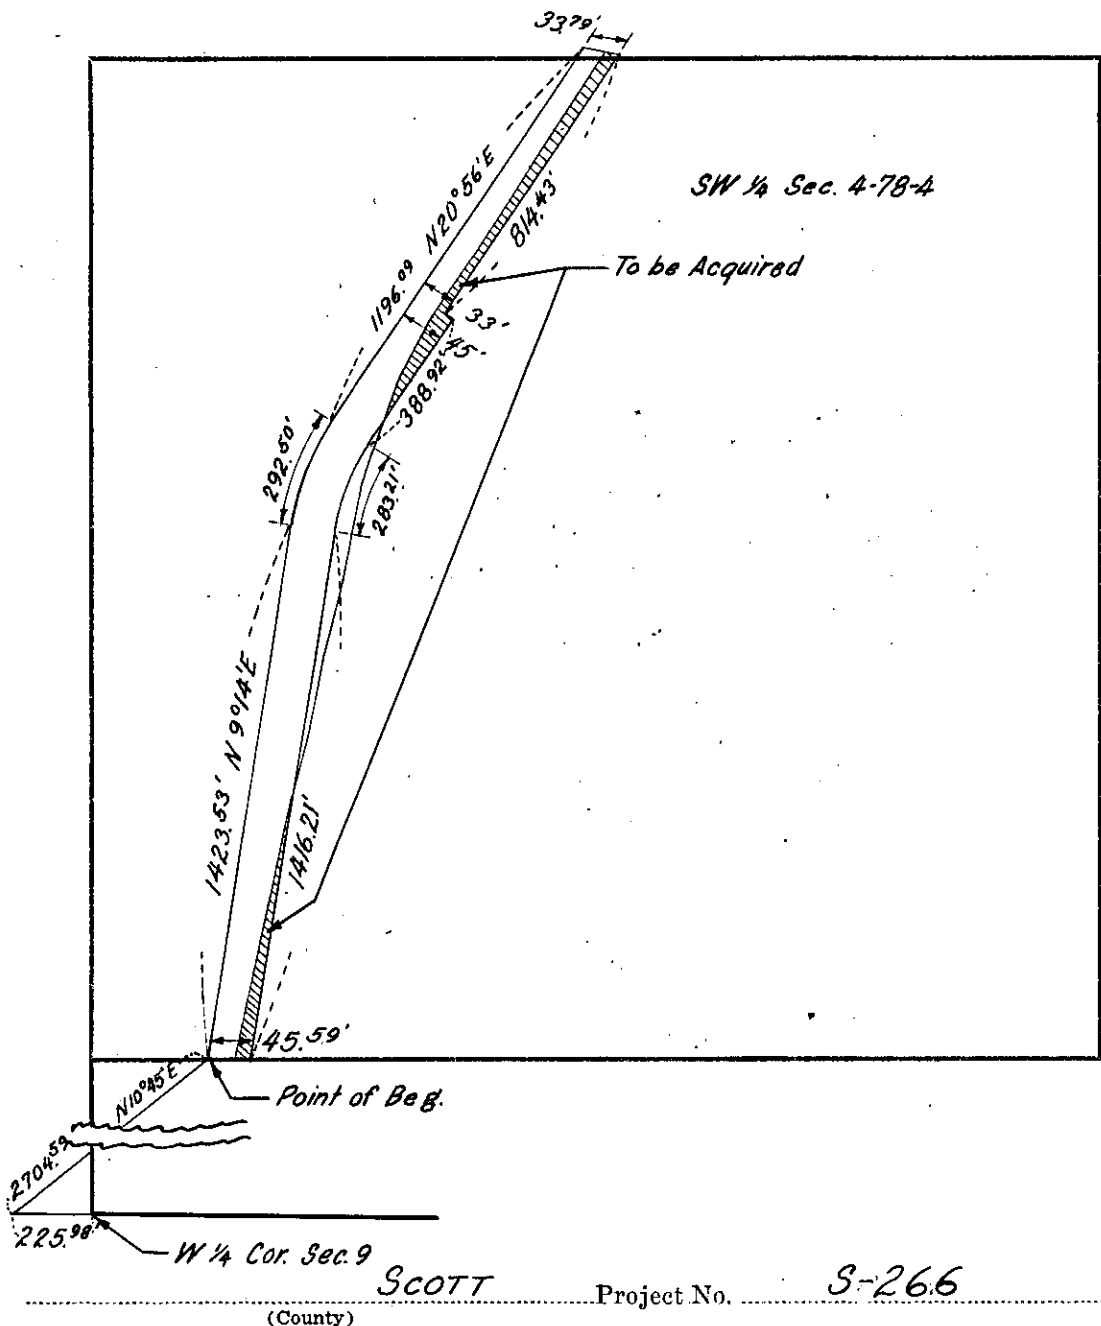 33.79'
SW ¼ Sec. 4-78-4
N20°56'E
814.43'
To be Acquired
1196.09
33'
45'
388.92'
292.50'
283.21'
1423.53' N 9°14'E
1416.21'
45.59'
N10°45'E
Point of Beg.
2704.59
225.98'
W ¼ Cor. Sec. 9
SCOTT Project No. S-266
(County)